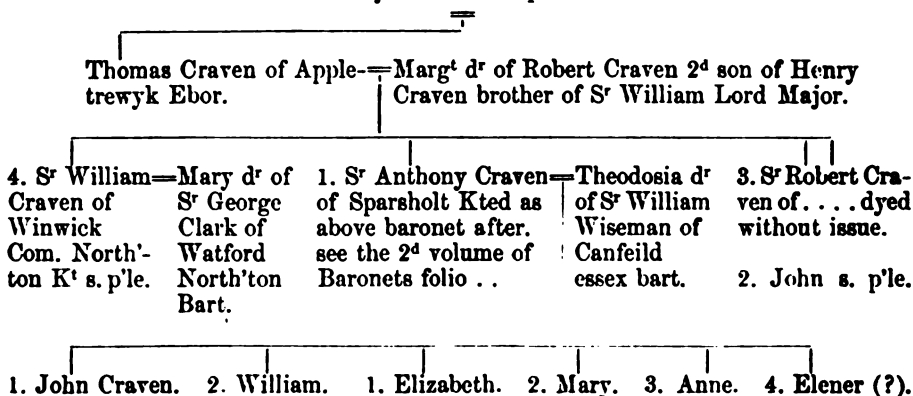 Thomas Craven of Apple-
trewyk Ebor.
Margᵗ dʳ of Robert Craven 2ᵈ son of Henry
Craven brother of Sʳ William Lord Major.
4. Sʳ William
Craven of
Winwick
Com. North'-
ton Kᵗ s. p'le.
Mary dʳ of
Sʳ George
Clark of
Watford
North'ton
Bart.
1. Sʳ Anthony Craven
of Sparsholt Kted as
above baronet after.
see the 2ᵈ volume of
Baronets folio . .
Theodosia dʳ
of Sʳ William
Wiseman of
Canfeild
essex bart.
3. Sʳ Robert Cra-
ven of . . . . dyed
without issue.
2. John s. p'le.
1. John Craven. 2. William. 1. Elizabeth. 2. Mary. 3. Anne. 4. Elener (?).